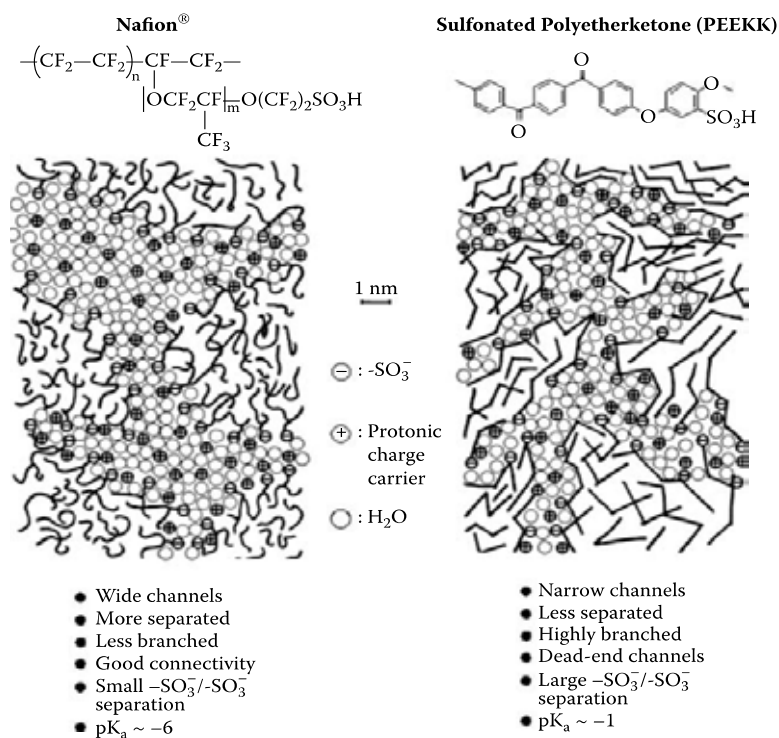 Nafion®
—(CF₂—CF₂)ₙ—CF—CF₂—
|OCF₂CF|ₘ—O(CF₂)₂SO₃H
CF₃
Sulfonated Polyetherketone (PEEKK)
O
O
O
O
SO₃H
1 nm
− : -SO₃⁻
+ : Protonic
charge
carrier
: H₂O
• Wide channels
• More separated
• Less branched
• Good connectivity
• Small –SO₃⁻/-SO₃⁻
separation
• pKₐ ~ −6
• Narrow channels
• Less separated
• Highly branched
• Dead-end channels
• Large –SO₃⁻/-SO₃⁻
separation
• pKₐ ~ −1